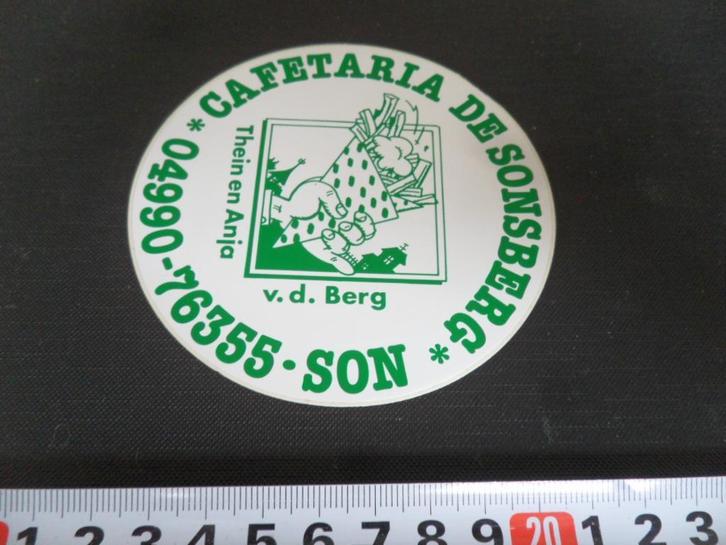 * CAFETARIA DE SONSBERG *
04990-76355 · SON
Thein en Anja
v. d. Berg
1 2 3 4 5 6 7 8 9 20 1 2 3